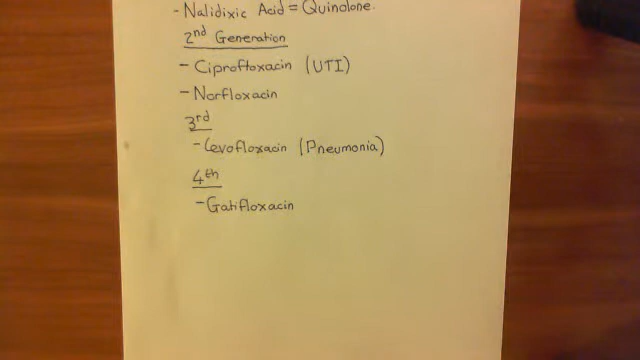 - Nalidixic Acid = Quinolone.
2nd Generation
- Ciprofloxacin (UTI)
- Norfloxacin
3rd
- Levofloxacin (Pneumonia)
4th
- Gatifloxacin